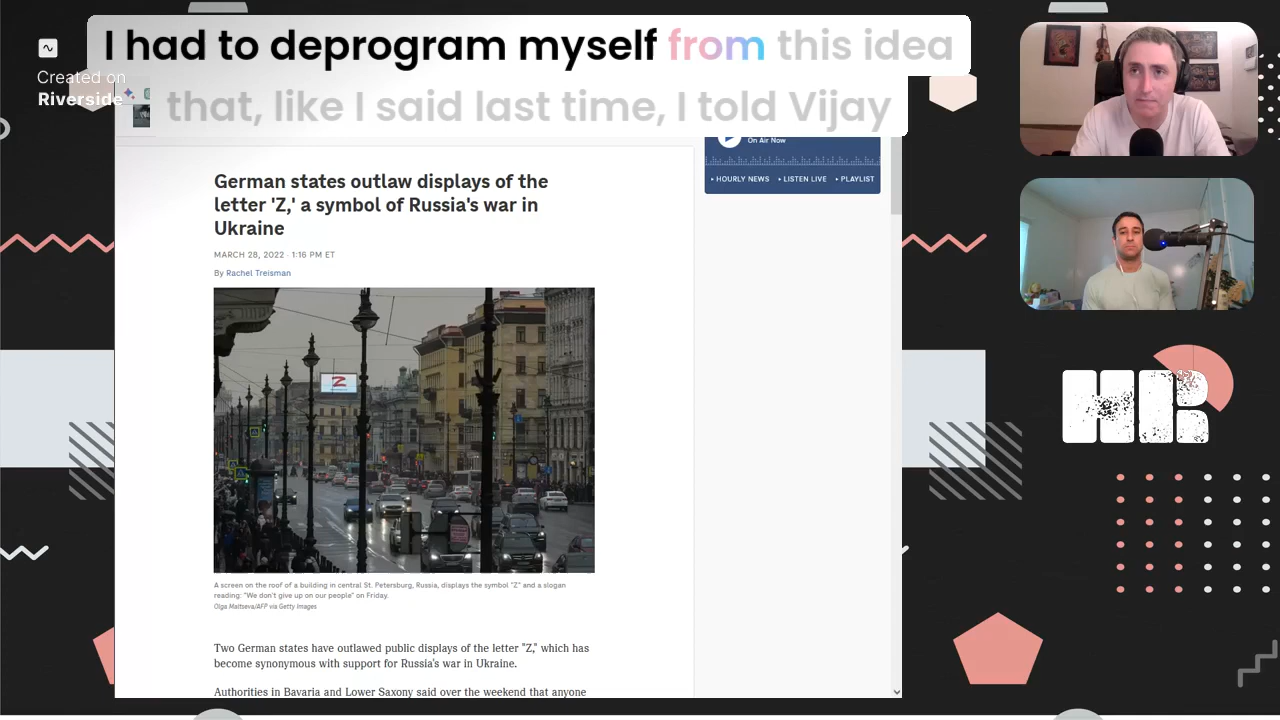 I had to deprogram myself from this idea
that, like I said last time, I told Vijay
Created on
Riverside
On Air Now
▸ HOURLY NEWS ▸ LISTEN LIVE ▸ PLAYLIST
German states outlaw displays of the
letter 'Z,' a symbol of Russia's war in
Ukraine
MARCH 28, 2022 · 1:16 PM ET
By Rachel Treisman
Z
A screen on the roof of a building in central St. Petersburg, Russia, displays the symbol "Z" and a slogan
reading: "We don't give up on our people" on Friday.
Olga Maltseva/AFP via Getty Images
Two German states have outlawed public displays of the letter "Z," which has
become synonymous with support for Russia's war in Ukraine.
Authorities in Bavaria and Lower Saxony said over the weekend that anyone
HR